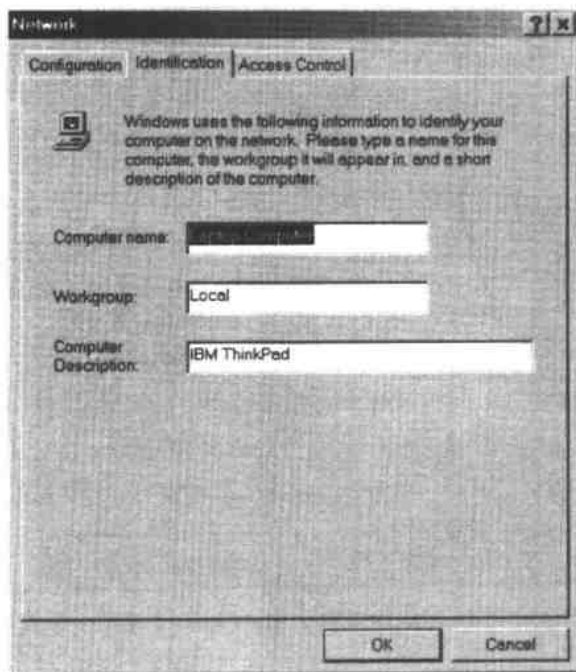 Network
Configuration Identification Access Control
Windows uses the following information to identify your
computer on the network. Please type a name for this
computer, the workgroup it will appear in, and a short
description of the computer.
Computer name:
Workgroup: Local
Computer
Description: IBM ThinkPad
OK Cancel